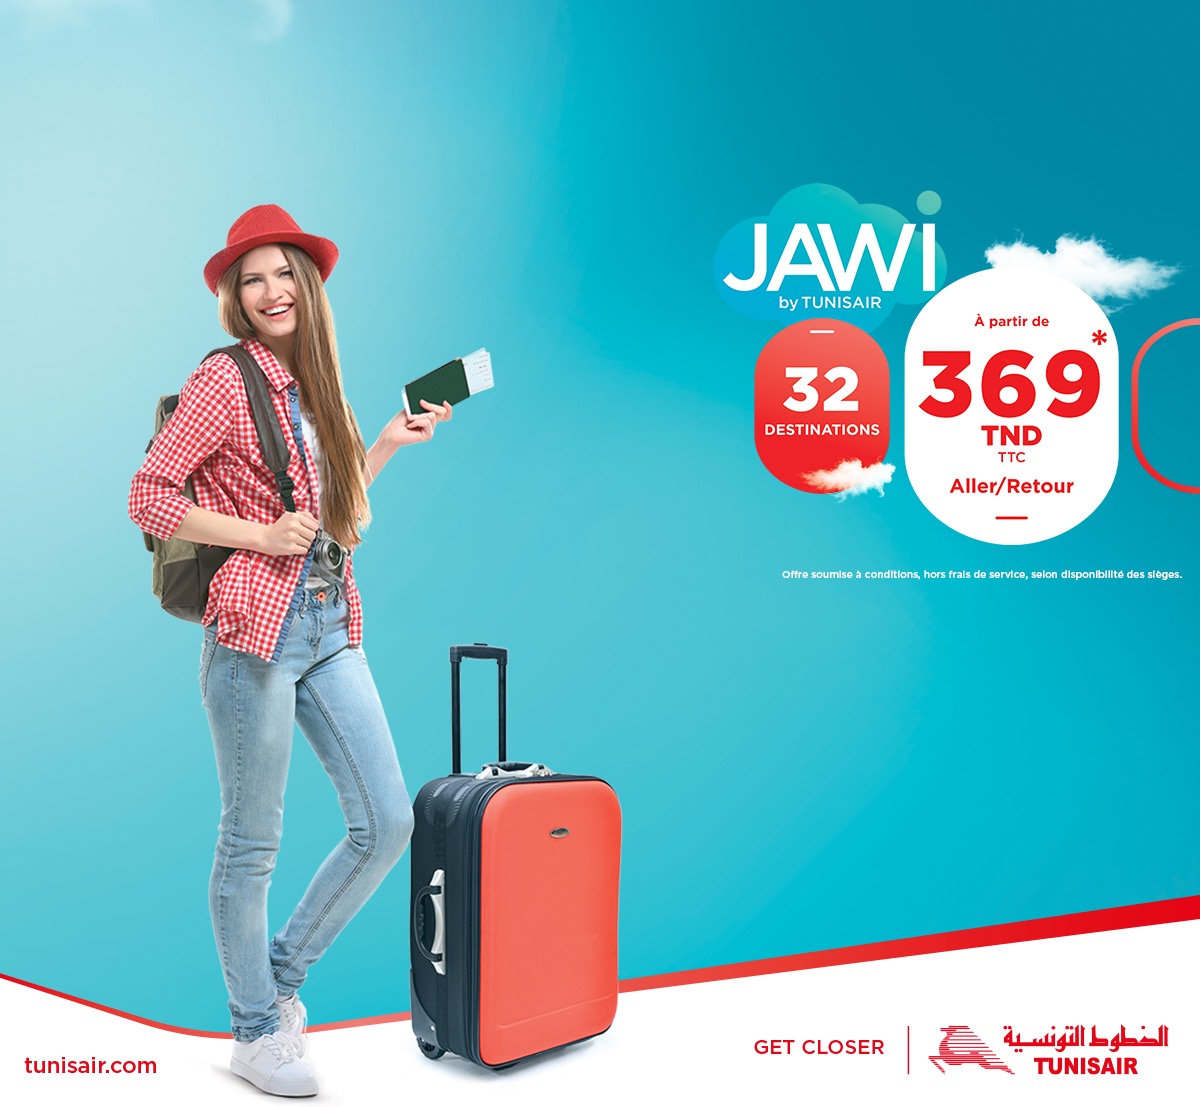 JAWi
by TUNISAIR
32
DESTINATIONS
À partir de
369*
TND
TTC
Aller/Retour
Offre soumise à conditions, hors frais de service, selon disponibilité des sièges.
tunisair.com
GET CLOSER
الخطوط التونسية
TUNISAIR